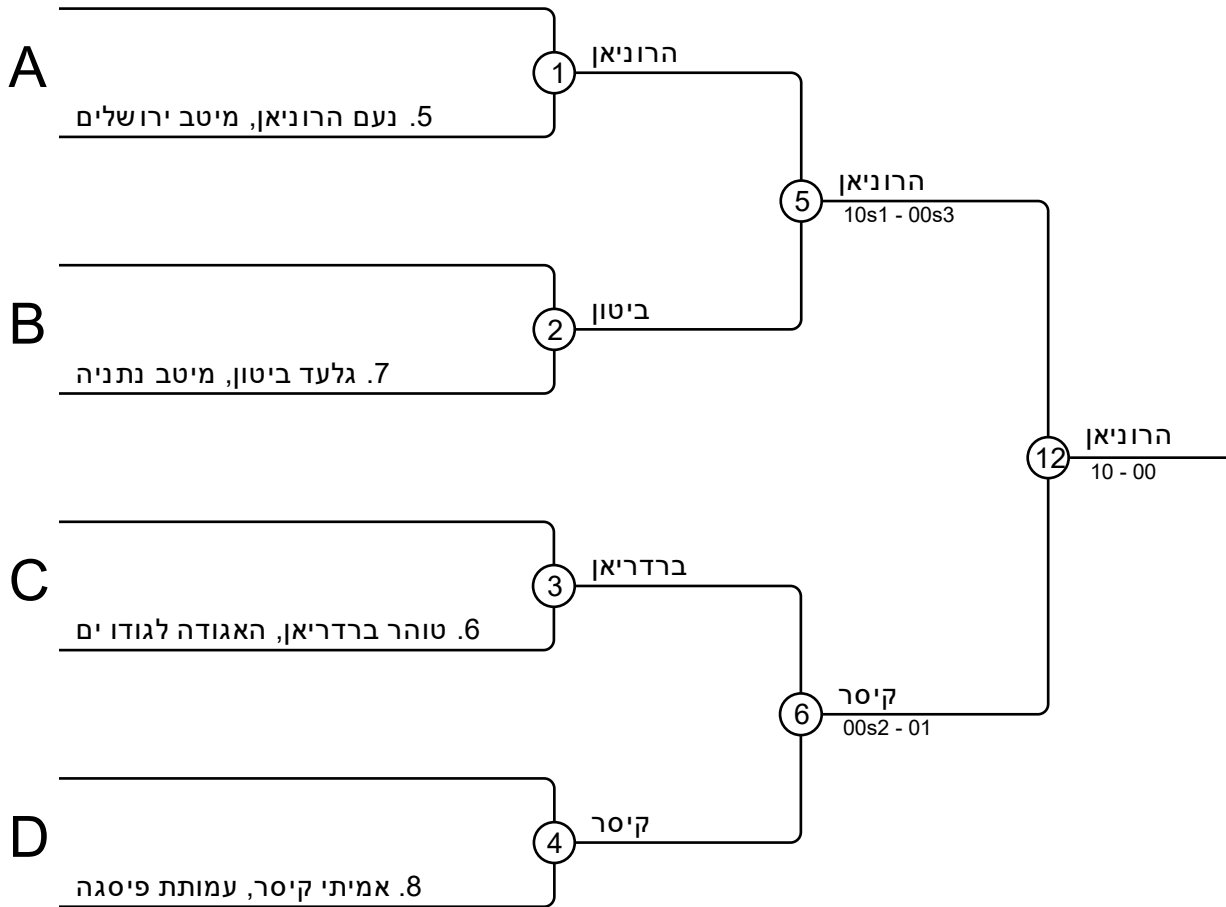 A
1
הרוניאן
5. נעם הרוניאן, מיטב ירושלים
5
הרוניאן
10s1 - 00s3
B
2
ביטון
7. גלעד ביטון, מיטב נתניה
12
הרוניאן
10 - 00
C
3
ברדריאן
6. טוהר ברדריאן, האגודה לגודו ים
6
קיסר
00s2 - 01
D
4
קיסר
8. אמיתי קיסר, עמותת פיסגה